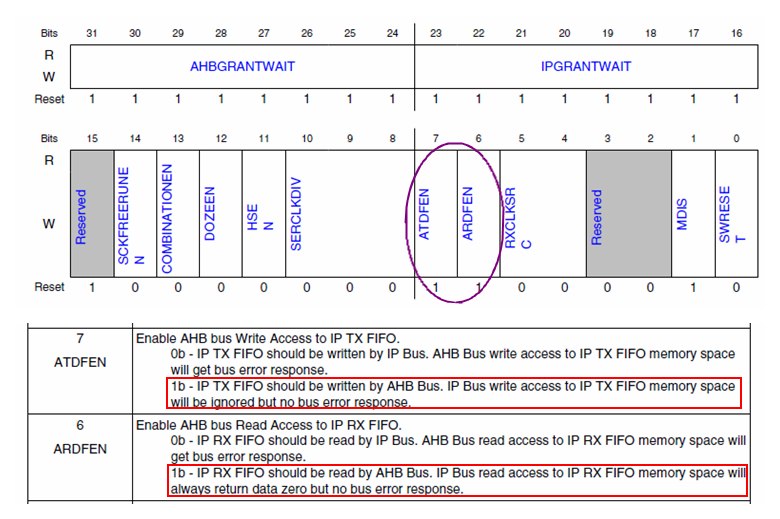 Bits 31 30 29 28 27 26 25 24 23 22 21 20 19 18 17 16
R
AHBGRANTWAIT IPGRANTWAIT
W
Reset 1 1 1 1 1 1 1 1 1 1 1 1 1 1 1 1
Bits 15 14 13 12 11 10 9 8 7 6 5 4 3 2 1 0
R
W
Reserved
SCKFREERUNE
N
COMBINATIONEN
DOZEEN
HSE
N
SERCLKDIV
ATDFEN
ARDFEN
RXCLKSR
C
Reserved
MDIS
SWRESE
T
Reset 1 0 0 0 0 0 0 0 1 1 0 0 0 0 1 0
7
ATDFEN
Enable AHB bus Write Access to IP TX FIFO.
0b - IP TX FIFO should be written by IP Bus. AHB Bus write access to IP TX FIFO memory space
will get bus error response.
1b - IP TX FIFO should be written by AHB Bus. IP Bus write access to IP TX FIFO memory space
will be ignored but no bus error response.
6
ARDFEN
Enable AHB bus Read Access to IP RX FIFO.
0b - IP RX FIFO should be read by IP Bus. AHB Bus read access to IP RX FIFO memory space will
get bus error response.
1b - IP RX FIFO should be read by AHB Bus. IP Bus read access to IP RX FIFO memory space will
always return data zero but no bus error response.